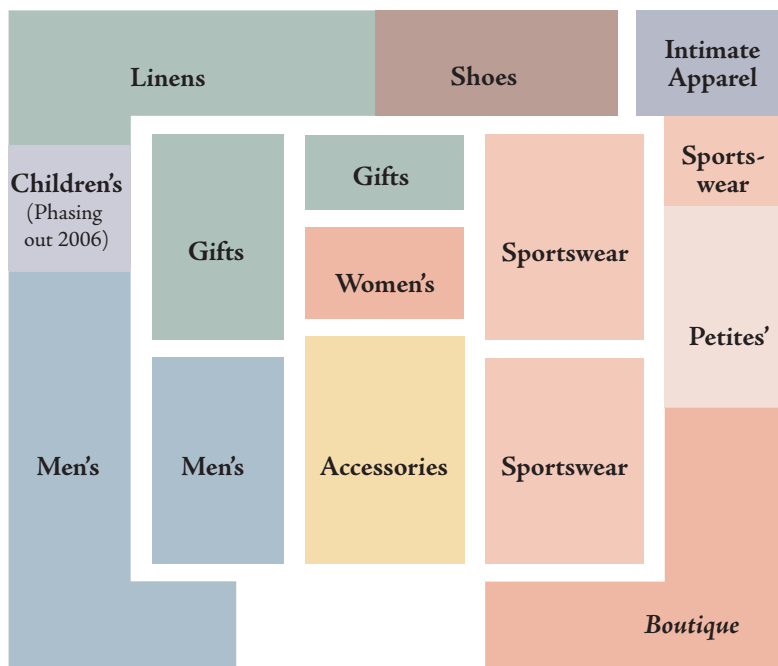 Linens
Shoes
Intimate
Apparel
Children's
(Phasing
out 2006)
Gifts
Gifts
Women's
Sportswear
Sports-
wear
Petites'
Men's
Men's
Accessories
Sportswear
Boutique